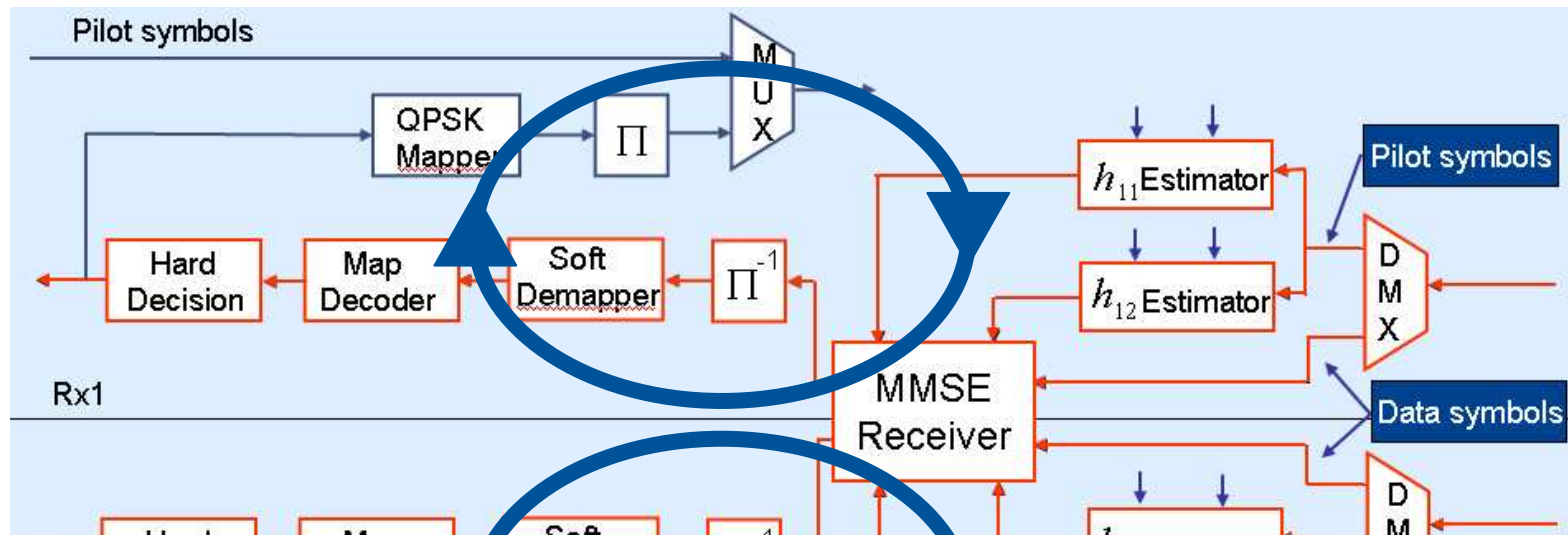 Pilot symbols
M
U
X
QPSK
Mapper
Π
h₁₁ Estimator
Pilot symbols
Hard
Decision
Map
Decoder
Soft
Demapper
Π⁻¹
h₁₂ Estimator
D
M
X
Rx1
MMSE
Receiver
Data symbols
D
M